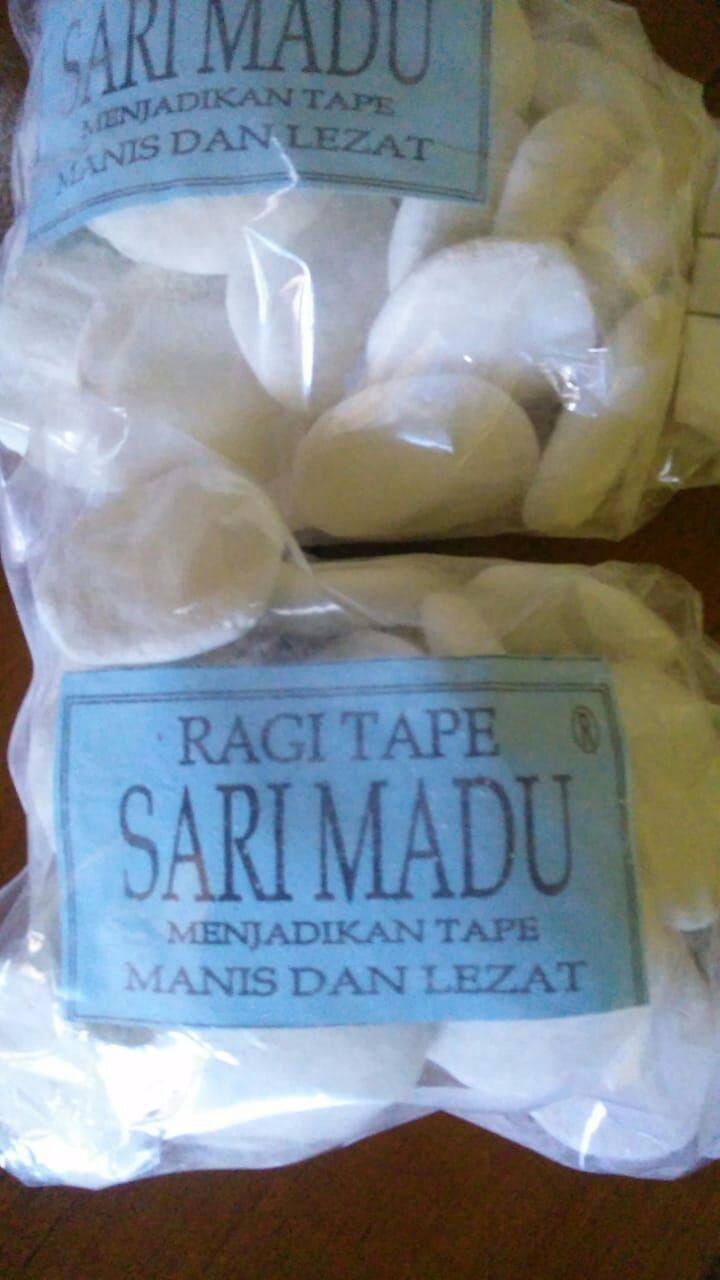 SARI MADU
MENJADIKAN TAPE
MANIS DAN LEZAT
RAGI TAPE ®
SARI MADU
MENJADIKAN TAPE
MANIS DAN LEZAT